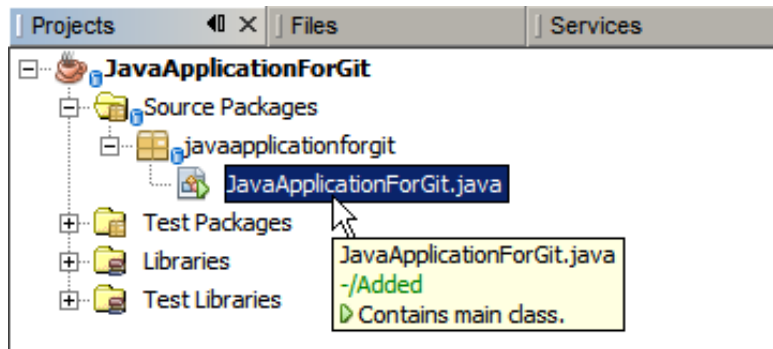 Projects
Files
Services
JavaApplicationForGit
Source Packages
javaapplicationforgit
JavaApplicationForGit.java
Test Packages
Libraries
Test Libraries
JavaApplicationForGit.java
-/Added
Contains main class.